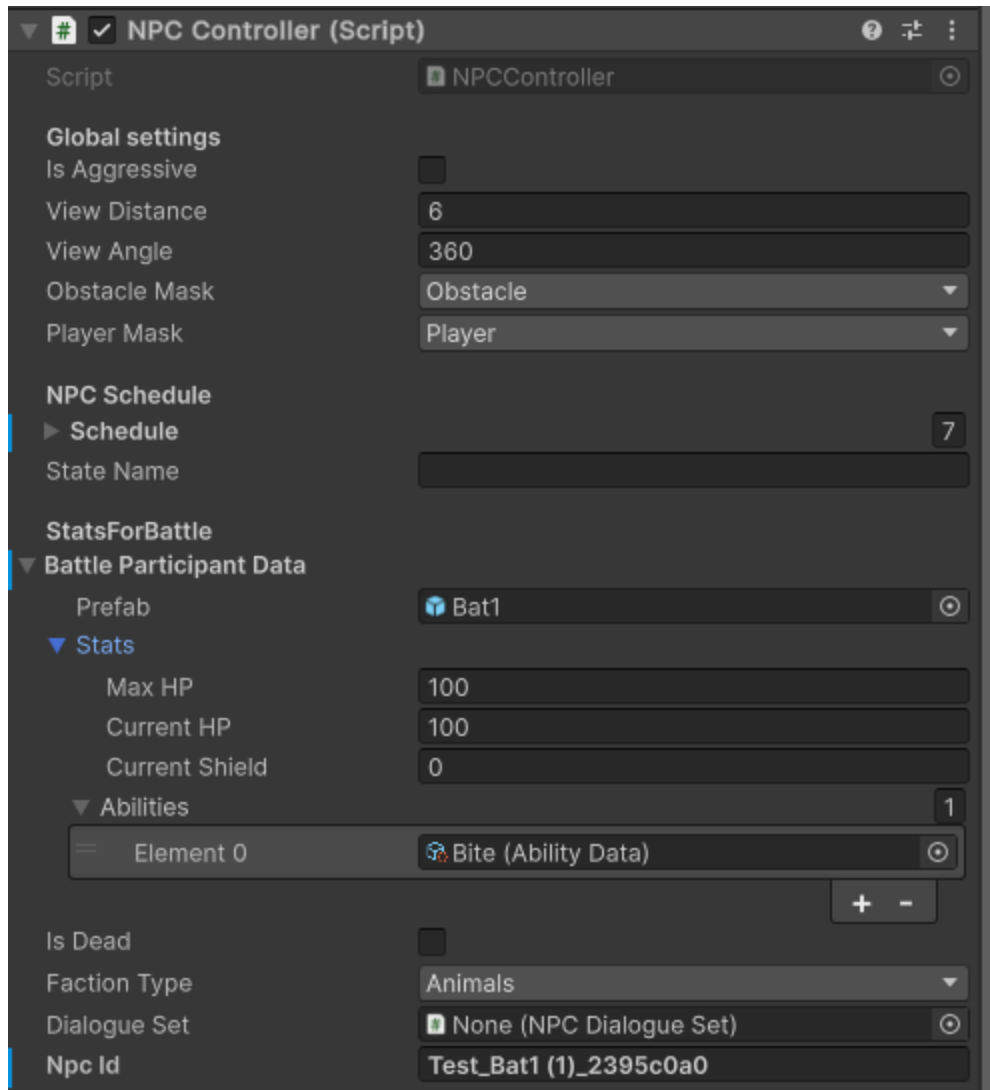 NPC Controller (Script)
Script NPCController
Global settings
Is Aggressive
View Distance 6
View Angle 360
Obstacle Mask Obstacle
Player Mask Player
NPC Schedule
Schedule 7
State Name
StatsForBattle
Battle Participant Data
Prefab Bat1
Stats
Max HP 100
Current HP 100
Current Shield 0
Abilities 1
Element 0 Bite (Ability Data)
+ -
Is Dead
Faction Type Animals
Dialogue Set None (NPC Dialogue Set)
Npc Id Test_Bat1 (1)_2395c0a0